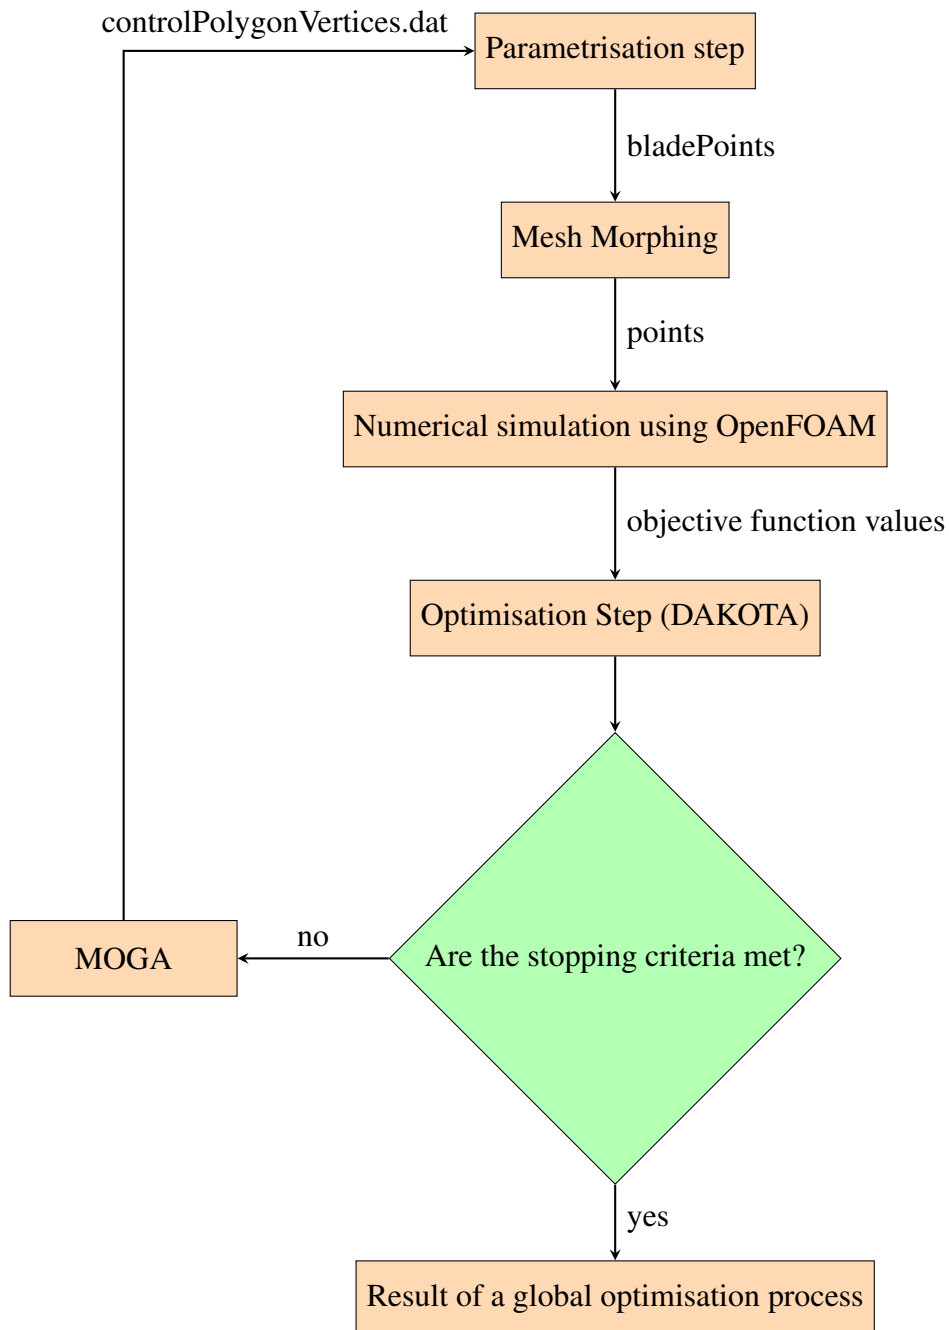 controlPolygonVertices.dat
Parametrisation step
bladePoints
Mesh Morphing
points
Numerical simulation using OpenFOAM
objective function values
Optimisation Step (DAKOTA)
Are the stopping criteria met?
no
MOGA
yes
Result of a global optimisation process